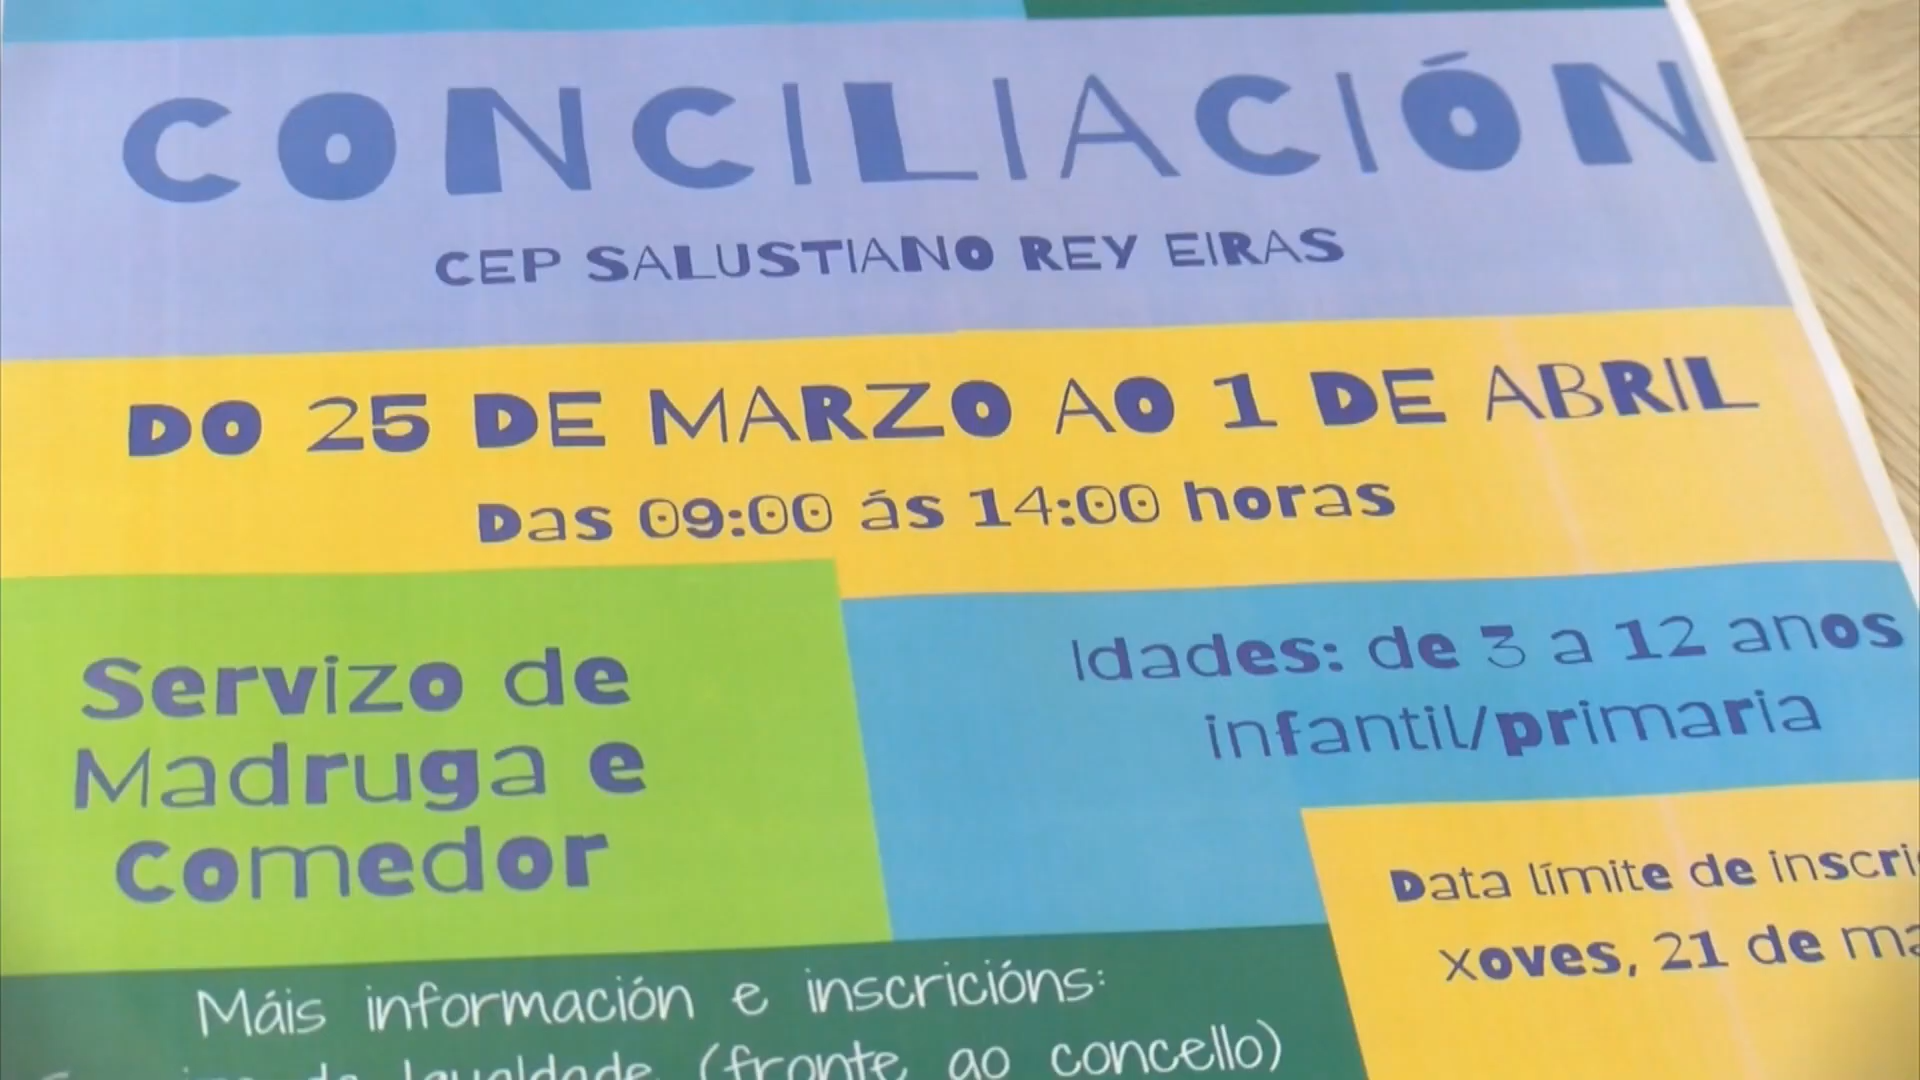 CONCILIACIÓN
CEP SALUSTIANO REY EIRAS
DO 25 DE MARZO AO 1 DE ABRIL
Das 09:00 ás 14:00 horas
Servizo de
Madruga e
Comedor
Idades: de 3 a 12 anos
infantil/primaria
Data límite de
xoves, 21 de
Máis información e inscricións:
de Igualdade (fronte ao concello)